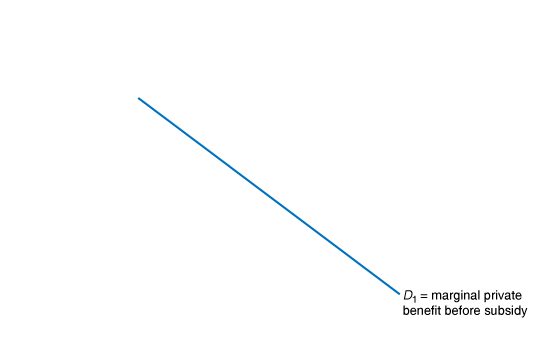 D₁ = marginal private
benefit before subsidy